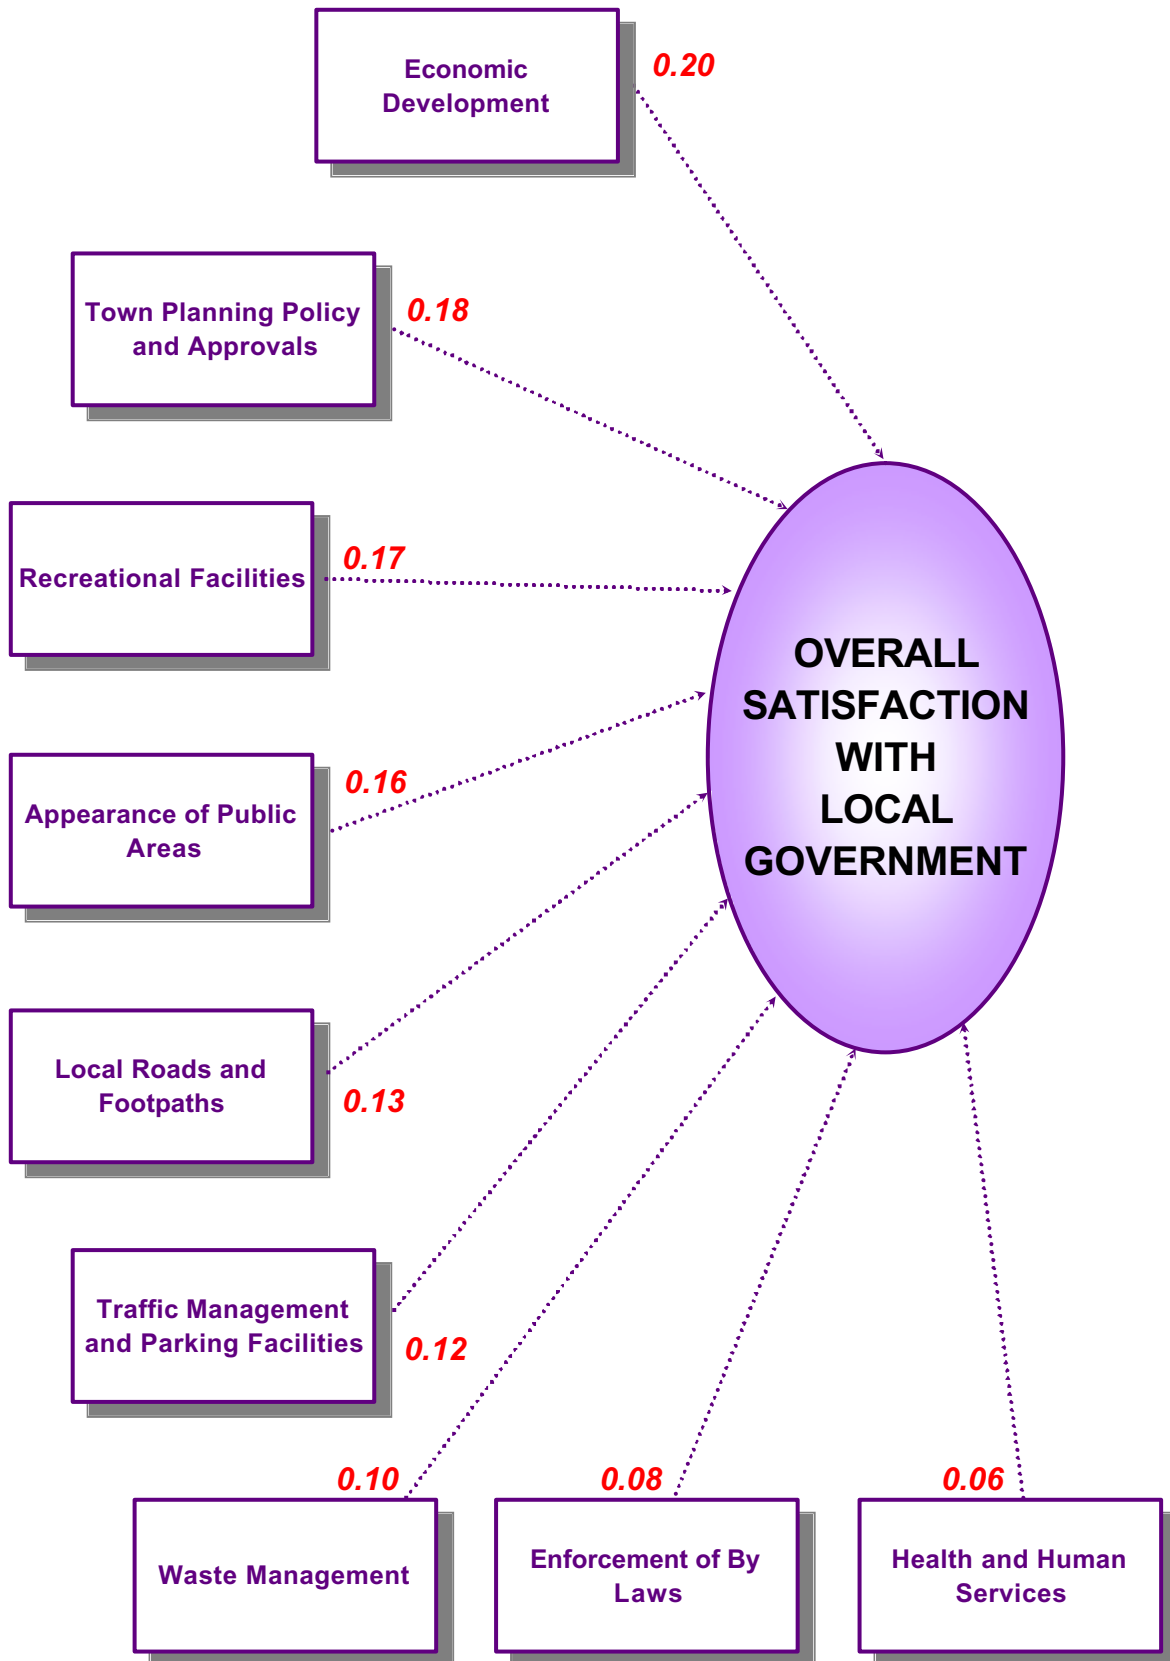 Economic
Development
0.20
Town Planning Policy
and Approvals
0.18
Recreational Facilities
0.17
OVERALL
SATISFACTION
WITH
LOCAL
GOVERNMENT
Appearance of Public
Areas
0.16
Local Roads and
Footpaths
0.13
Traffic Management
and Parking Facilities
0.12
0.10
Waste Management
0.08
Enforcement of By
Laws
0.06
Health and Human
Services